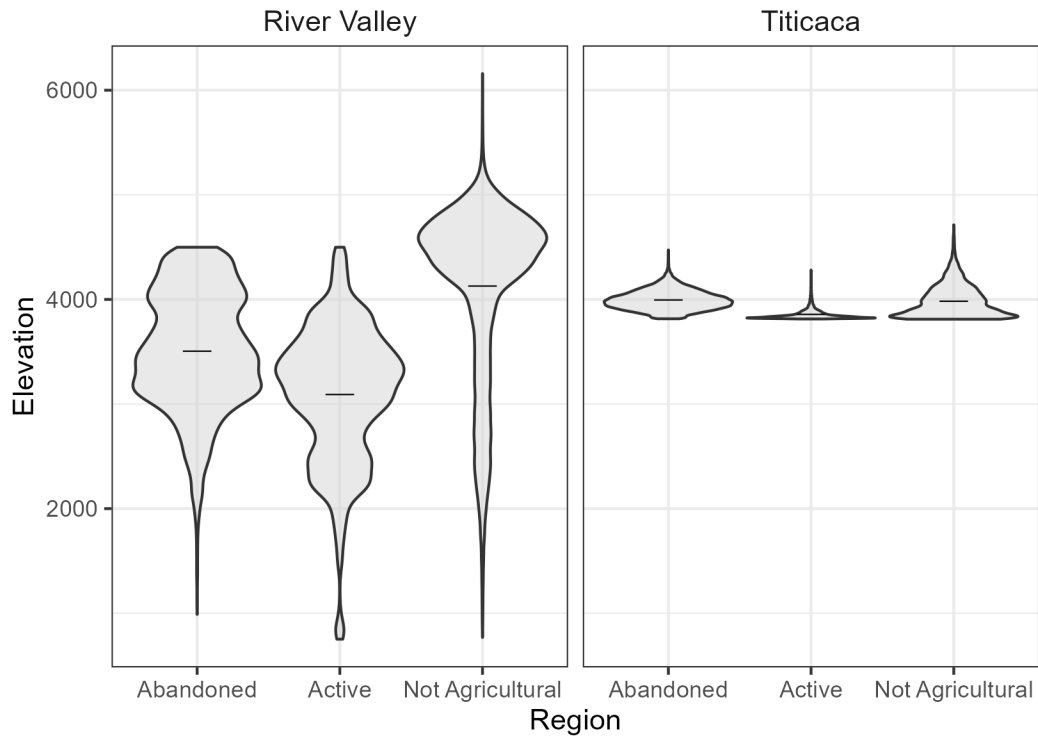 River Valley
Titicaca
Elevation
6000
4000
2000
Abandoned Active Not Agricultural
Abandoned Active Not Agricultural
Region